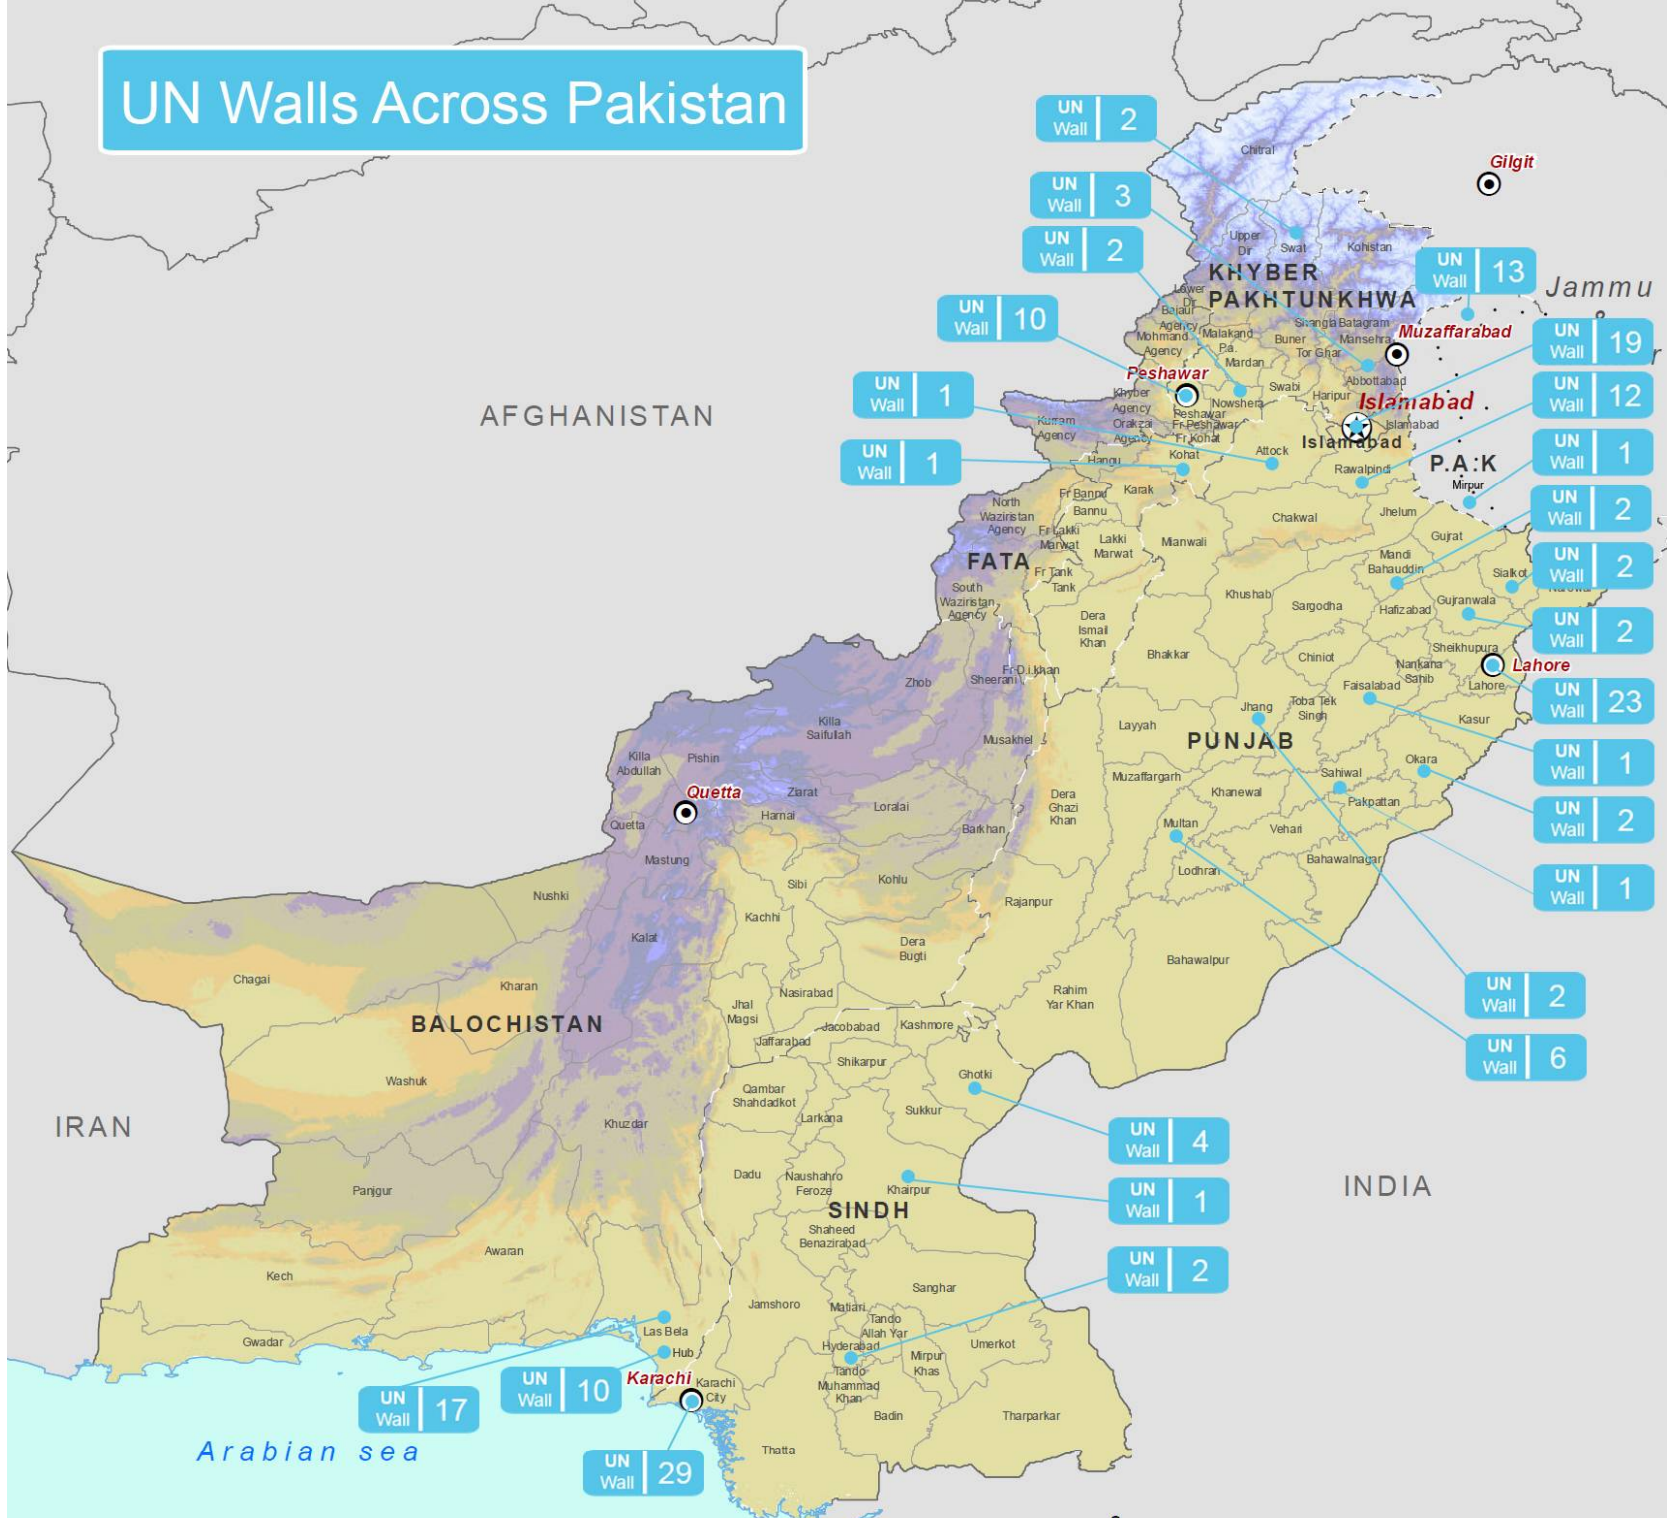 UN Walls Across Pakistan
UN
Wall
2
Chitral
Gilgit
UN
Wall
3
UN
Wall
2
Upper
Dir
Swat
Kohistan
KHYBER
PAKHTUNKHWA
UN
Wall
13
Jammu
UN
Wall
10
Lower
Dir
Bajaur
Agency
Mohmand
Agency
Malakand
P.a.
Mardan
Shangla
Batagram
Buner
Tor Ghar
Mansehra
Muzaffarabad
UN
Wall
19
Peshawar
Swabi
Abbottabad
Haripur
UN
Wall
1
UN
Wall
12
AFGHANISTAN
Khyber
Agency
Nowshera
Peshawar
Fr Peshawar
Fr Kohat
Orakzai
Agency
Kurram
Agency
Islamabad
Islamabad
Islamabad
UN
Wall
1
UN
Wall
1
Hangu
Kohat
Attock
Rawalpindi
P.A.K
Mirpur
Karak
Fr Bannu
Bannu
North
Waziristan
Agency
Fr Lakki
Marwat
Lakki
Marwat
Mianwali
Chakwal
Jhelum
Gujrat
UN
Wall
2
FATA
Fr Tank
Tank
Mandi
Bahauddin
Sialkot
UN
Wall
2
South
Waziristan
Agency
Dera
Ismail
Khan
Khushab
Sargodha
Hafizabad
Gujranwala
UN
Wall
2
Bhakkar
Chiniot
Sheikhupura
Nankana
Sahib
Lahore
Lahore
Fr D.i.khan
Sheerani
Zhob
Faisalabad
UN
Wall
23
Killa
Saifullah
Musakhel
Layyah
Jhang
Toba Tek
Singh
PUNJAB
Kasur
Killa
Abdullah
Pishin
Okara
UN
Wall
1
Quetta
Ziarat
Harnai
Loralai
Muzaffargarh
Khanewal
Sahiwal
Pakpattan
UN
Wall
2
Quetta
Barkhan
Dera
Ghazi
Khan
Multan
Vehari
Mastung
Bahawalnagar
Lodhran
UN
Wall
1
Nushki
Sibi
Kohlu
Rajanpur
Kachhi
Kalat
Dera
Bugti
Bahawalpur
Chagai
Kharan
Nasirabad
Rahim
Yar Khan
UN
Wall
2
BALOCHISTAN
Jhal
Magsi
Jacobabad
Kashmore
Jaffarabad
Shikarpur
UN
Wall
6
Washuk
Ghotki
Qambar
Shahdadkot
Larkana
Sukkur
IRAN
Khuzdar
UN
Wall
4
Dadu
Naushahro
Feroze
Khairpur
UN
Wall
1
INDIA
Panjgur
SINDH
Shaheed
Benazirabad
Awaran
UN
Wall
2
Kech
Sanghar
Jamshoro
Matiari
Tando
Allah Yar
Las Bela
Gwadar
Hub
Hyderabad
Mirpur
Khas
Umerkot
UN
Wall
10
Karachi
Karachi
City
Tando
Muhammad
Khan
UN
Wall
17
Badin
Tharparkar
Arabian sea
Thatta
UN
Wall
29